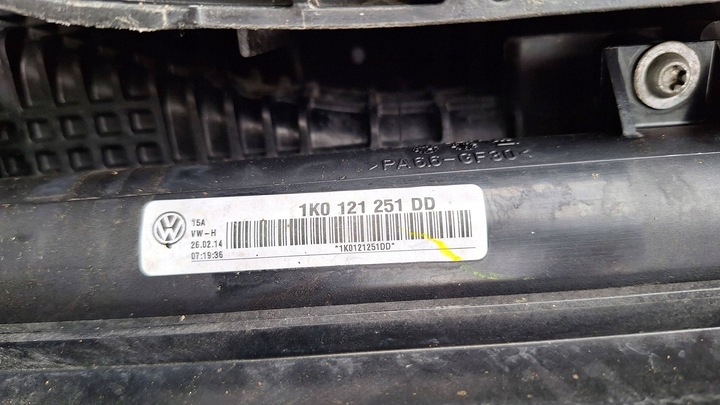 >PA66-GF30<
1K0 121 251 DD
15A
VW-H
26.02.14
07:19:36
*1K0121251DD*